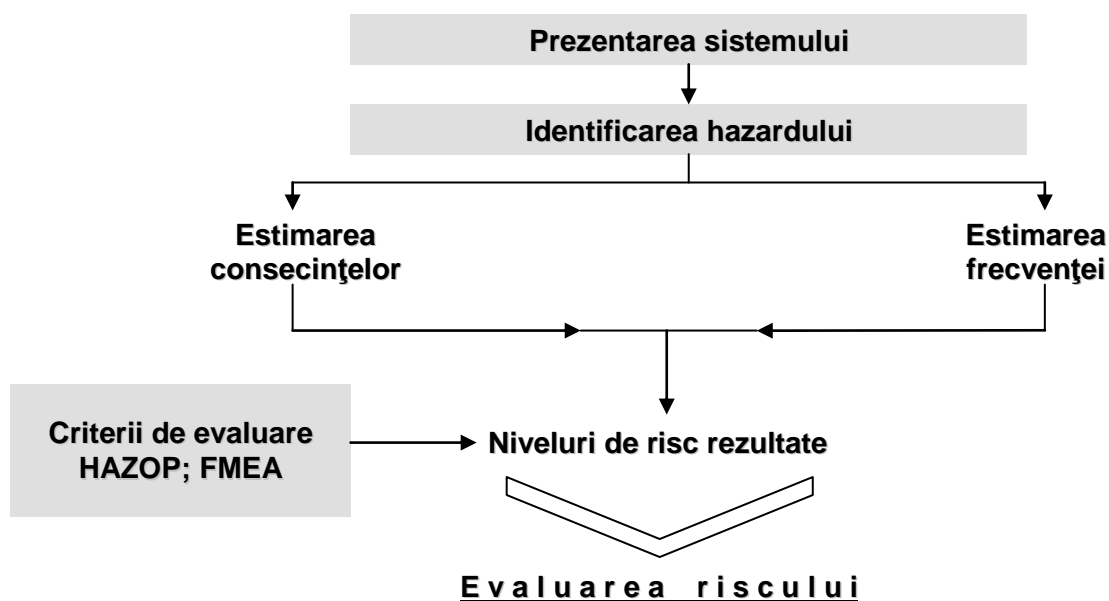 Prezentarea sistemului
Identificarea hazardului
Estimarea
consecinţelor
Estimarea
frecvenţei
Criterii de evaluare
HAZOP; FMEA
Niveluri de risc rezultate
Evaluarea riscului